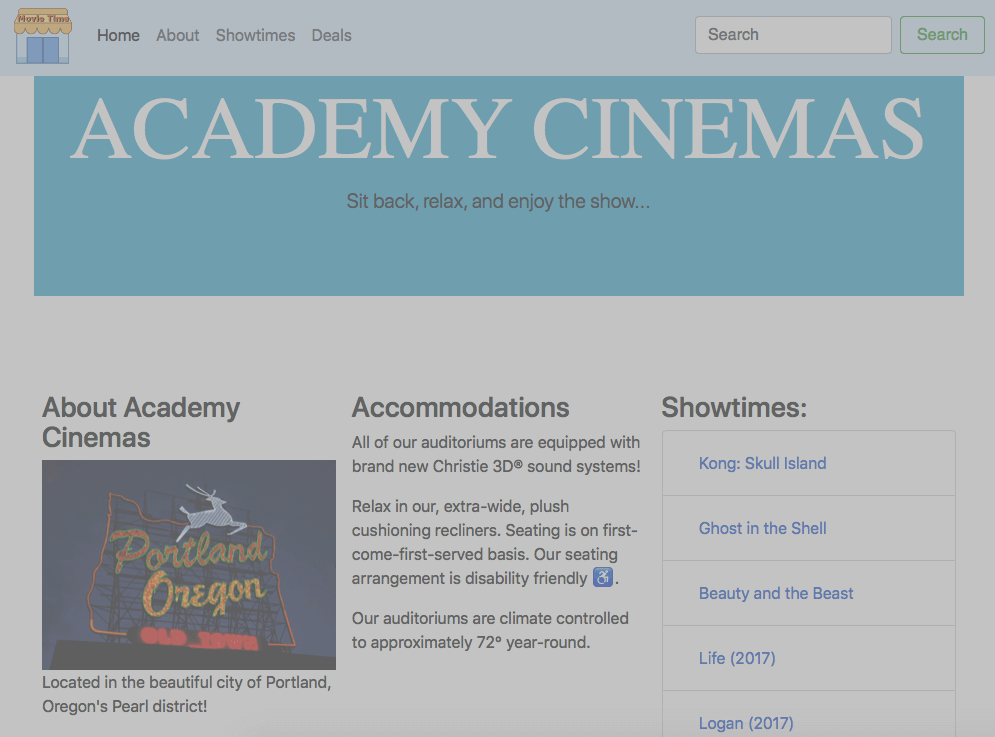 Movie Time
Home About Showtimes Deals Search Search
ACADEMY CINEMAS
Sit back, relax, and enjoy the show...
About Academy
Cinemas
Portland
Oregon
OLD TOWN
Located in the beautiful city of Portland,
Oregon's Pearl district!
Accommodations
All of our auditoriums are equipped with
brand new Christie 3D® sound systems!
Relax in our, extra-wide, plush
cushioning recliners. Seating is on first-
come-first-served basis. Our seating
arrangement is disability friendly ♿.
Our auditoriums are climate controlled
to approximately 72° year-round.
Showtimes:
Kong: Skull Island
Ghost in the Shell
Beauty and the Beast
Life (2017)
Logan (2017)